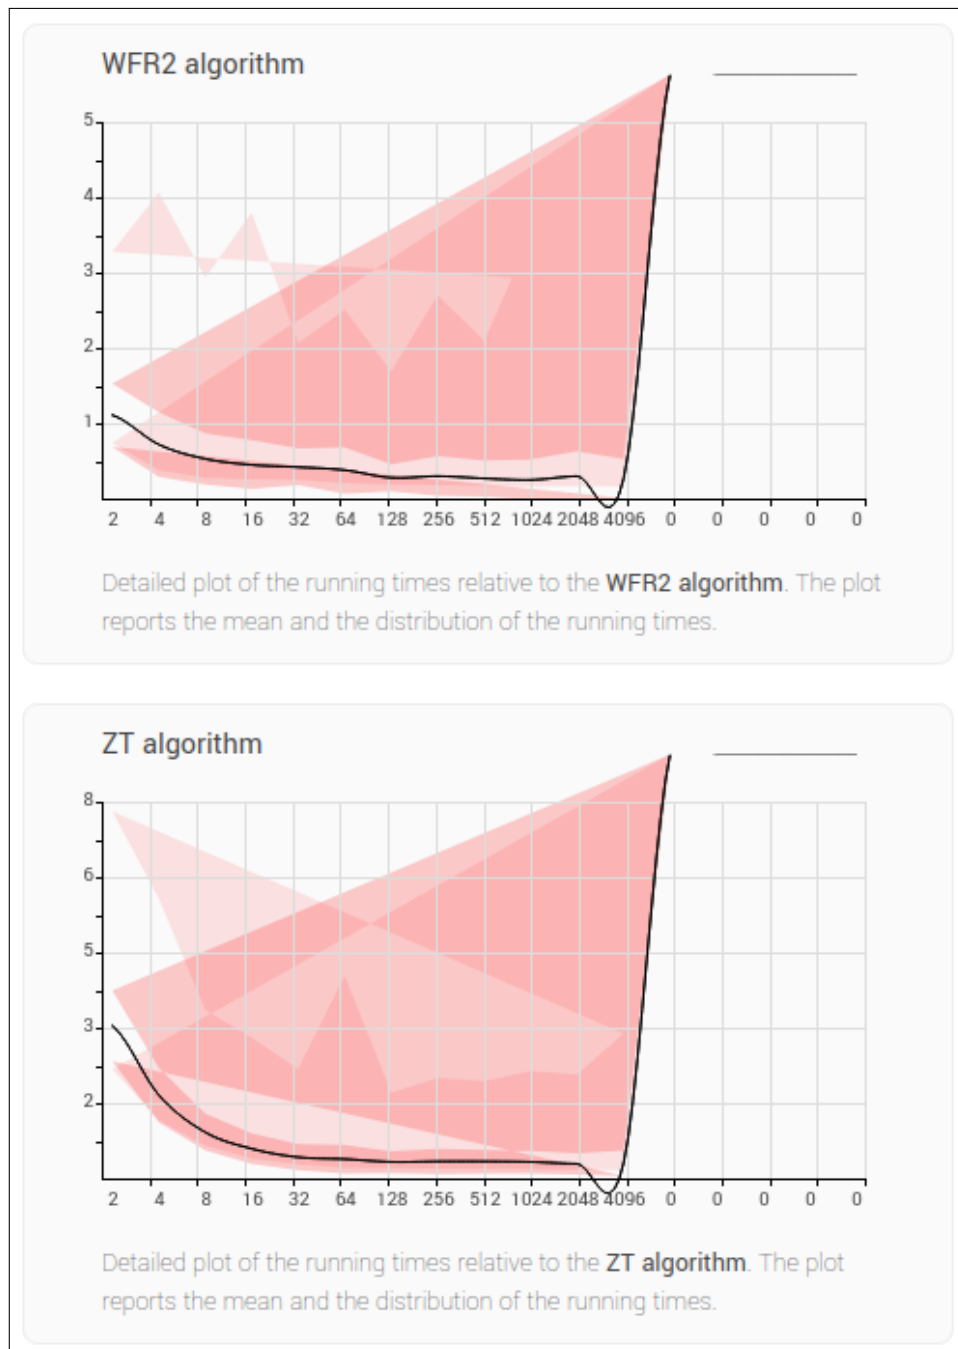 WFR2 algorithm
5
4
3
2
1
2 4 8 16 32 64 128 256 512 1024 2048 4096 0 0 0 0 0
Detailed plot of the running times relative to the WFR2 algorithm. The plot
reports the mean and the distribution of the running times.
ZT algorithm
8
6
5
3
2
2 4 8 16 32 64 128 256 512 1024 2048 4096 0 0 0 0 0
Detailed plot of the running times relative to the ZT algorithm. The plot
reports the mean and the distribution of the running times.